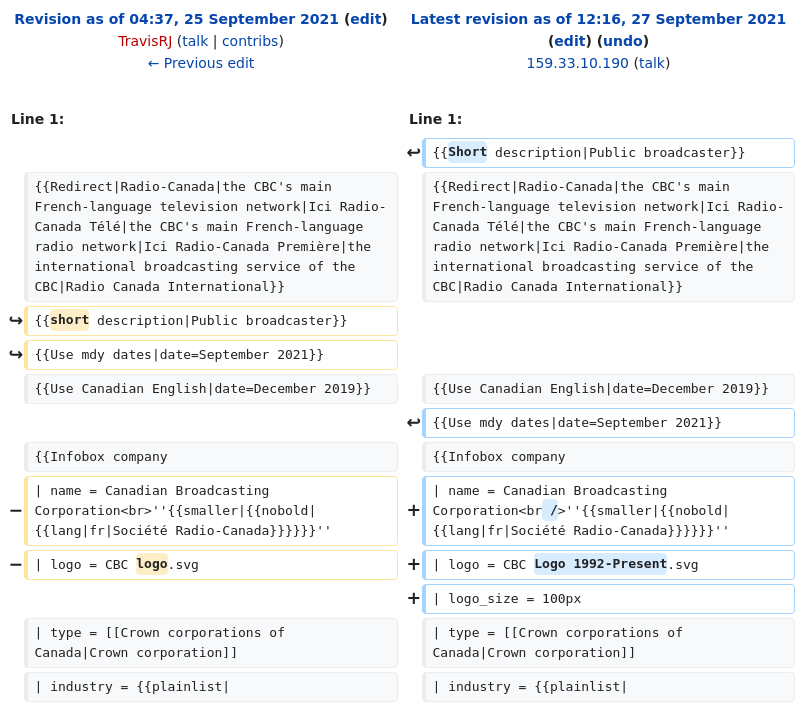 Revision as of 04:37, 25 September 2021 (edit)
TravisRJ (talk | contribs)
← Previous edit
Latest revision as of 12:16, 27 September 2021
(edit) (undo)
159.33.10.190 (talk)
Line 1:
Line 1:
↩ {{Short description|Public broadcaster}}
{{Redirect|Radio-Canada|the CBC's main
French-language television network|Ici Radio-
Canada Télé|the CBC's main French-language
radio network|Ici Radio-Canada Première|the
international broadcasting service of the
CBC|Radio Canada International}}
{{Redirect|Radio-Canada|the CBC's main
French-language television network|Ici Radio-
Canada Télé|the CBC's main French-language
radio network|Ici Radio-Canada Première|the
international broadcasting service of the
CBC|Radio Canada International}}
↪ {{short description|Public broadcaster}}
↪ {{Use mdy dates|date=September 2021}}
{{Use Canadian English|date=December 2019}}
{{Use Canadian English|date=December 2019}}
↩ {{Use mdy dates|date=September 2021}}
{{Infobox company
{{Infobox company
− | name = Canadian Broadcasting
Corporation<br>''{{smaller|{{nobold|
{{lang|fr|Société Radio-Canada}}}}}}''
+ | name = Canadian Broadcasting
Corporation<br />''{{smaller|{{nobold|
{{lang|fr|Société Radio-Canada}}}}}}''
− | logo = CBC logo.svg
+ | logo = CBC Logo 1992-Present.svg
+ | logo_size = 100px
| type = [[Crown corporations of
Canada|Crown corporation]]
| type = [[Crown corporations of
Canada|Crown corporation]]
| industry = {{plainlist|
| industry = {{plainlist|